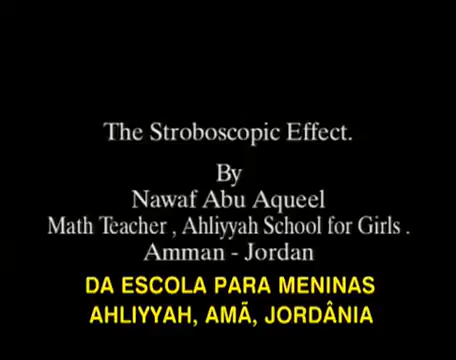 The Stroboscopic Effect.
By
Nawaf Abu Aqueel
Math Teacher , Ahliyyah School for Girls .
Amman - Jordan
DA ESCOLA PARA MENINAS
AHLIYYAH, AMÃ, JORDÂNIA